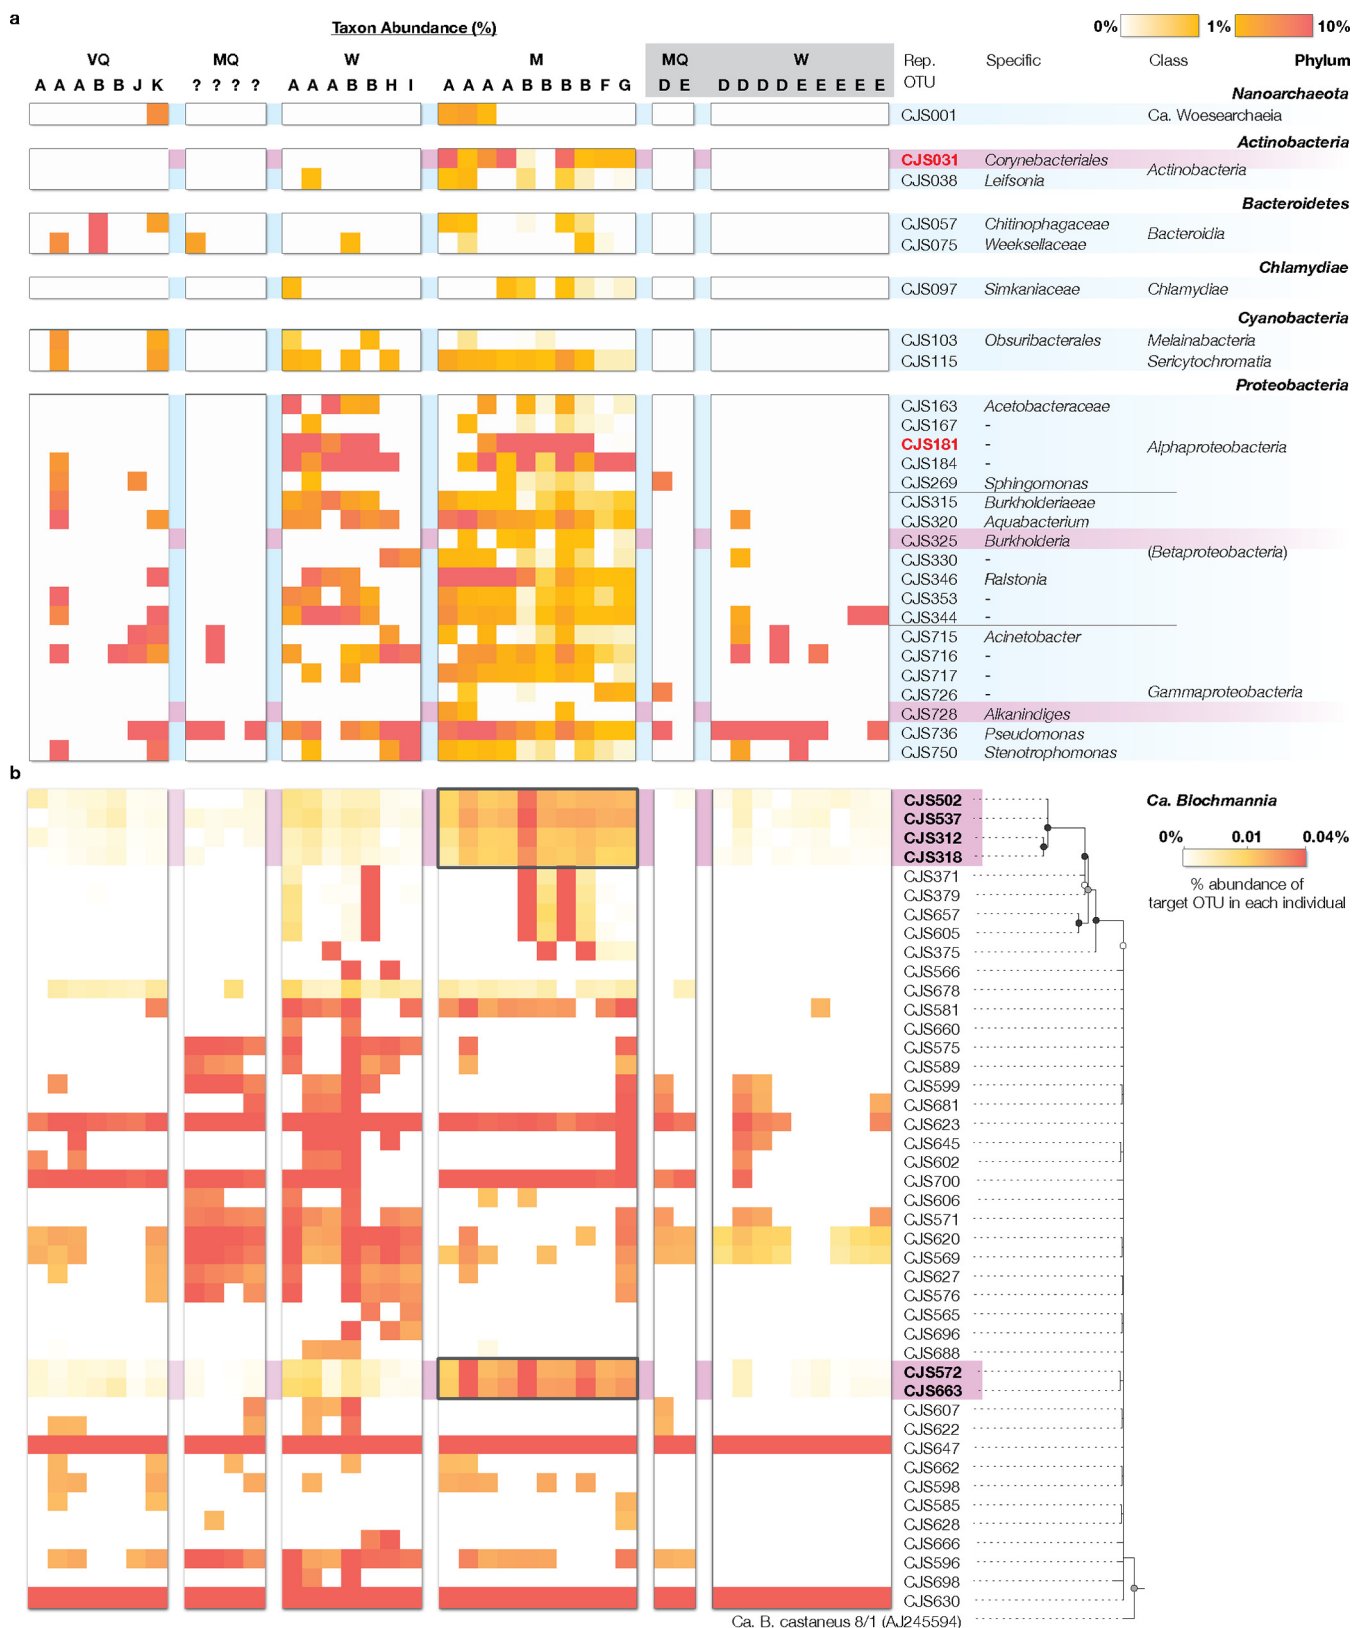 a
Taxon Abundance (%)
0% 1% 10%
VQ MQ W M MQ W Rep. Specific Class Phylum
A A A B B J K ? ? ? ? A A A B B H I A A A A B B B B F G D E D D D D E E E E E OTU
Nanoarchaeota
CJS001 Ca. Woesearchaeia
Actinobacteria
CJS031 Corynebacteriales
Actinobacteria
CJS038 Leifsonia
Bacteroidetes
CJS057 Chitinophagaceae
Bacteroidia
CJS075 Weeksellaceae
Chlamydiae
CJS097 Simkaniaceae Chlamydiae
Cyanobacteria
CJS103 Obsuribacterales Melainabacteria
CJS115 Sericytochromatia
Proteobacteria
CJS163 Acetobacteraceae
CJS167 -
CJS181 -
Alphaproteobacteria
CJS184 -
CJS269 Sphingomonas
CJS315 Burkholderiaeae
CJS320 Aquabacterium
CJS325 Burkholderia
(Betaproteobacteria)
CJS330 -
CJS346 Ralstonia
CJS353 -
CJS344 -
CJS715 Acinetobacter
CJS716 -
CJS717 -
CJS726 - Gammaproteobacteria
CJS728 Alkanindiges
CJS736 Pseudomonas
CJS750 Stenotrophomonas
b
CJS502 Ca. Blochmannia
CJS537
CJS312 0% 0.01 0.04%
CJS318
CJS371
% abundance of
CJS379
target OTU in each individual
CJS657
CJS605
CJS375
CJS566
CJS678
CJS581
CJS660
CJS575
CJS589
CJS599
CJS681
CJS623
CJS645
CJS602
CJS700
CJS606
CJS571
CJS620
CJS569
CJS627
CJS576
CJS565
CJS696
CJS688
CJS572
CJS663
CJS607
CJS622
CJS647
CJS662
CJS598
CJS585
CJS628
CJS666
CJS596
CJS698
CJS630
Ca. B. castaneus 8/1 (AJ245594)